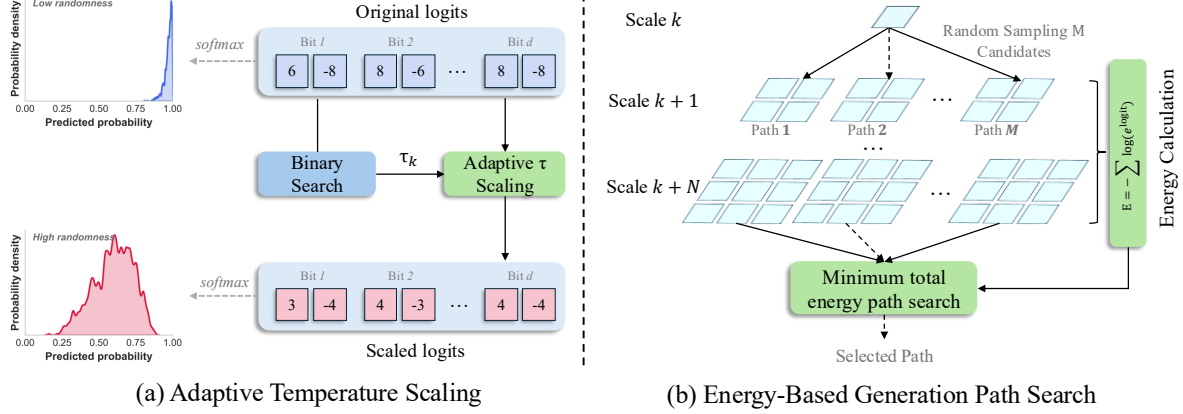 Low randomness
Probability density
0.00 0.25 0.50 0.75 1.00
Predicted probability
softmax
Original logits
Bit 1 Bit 2 Bit d
6 -8 8 -6 ... 8 -8
Binary
Search
τk
Adaptive τ
Scaling
High randomness
Probability density
0.00 0.25 0.50 0.75 1.00
Predicted probability
softmax
Bit 1 Bit 2 Bit d
3 -4 4 -3 ... 4 -4
Scaled logits
(a) Adaptive Temperature Scaling
Scale k
Random Sampling M
Candidates
Scale k + 1
...
Path 1 Path 2 Path M
...
Scale k + N
...
E = − ∑ log(e^logit)
Energy Calculation
Minimum total
energy path search
Selected Path
(b) Energy-Based Generation Path Search